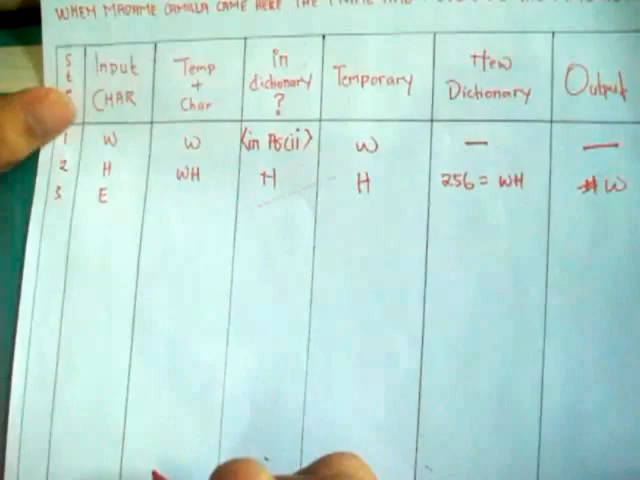 WHEN MADAME CAMILLA CAME HERE THE
Input CHAR
Temp + Char
in dictionary ?
Temporary
New Dictionary
Output
1 W W <in Ascii> W — —
2 H WH H H 256 = WH W
3 E